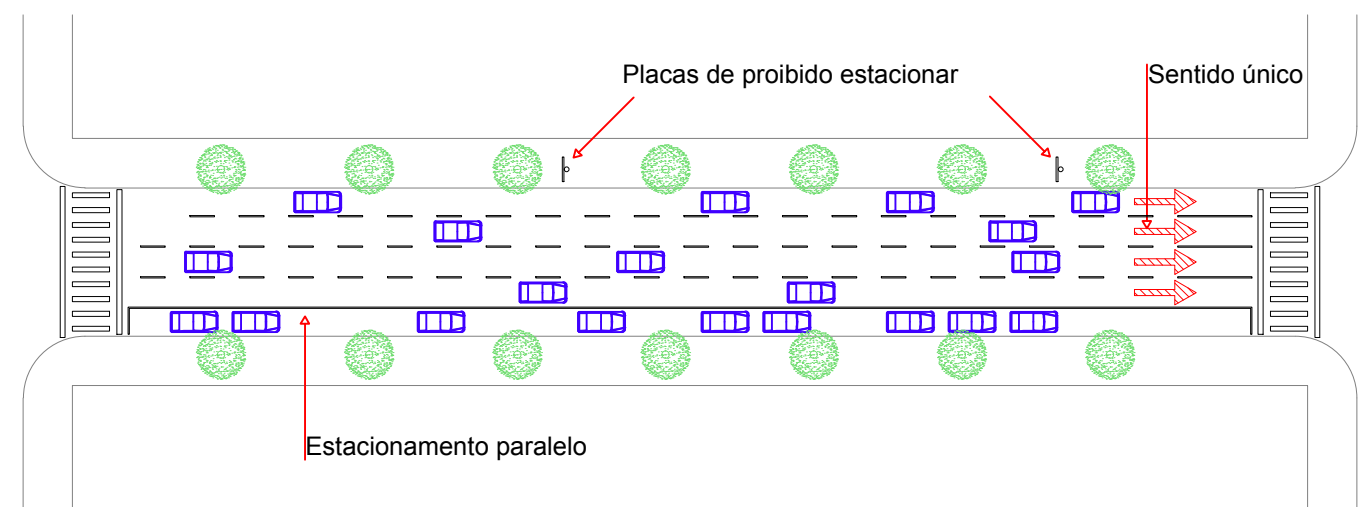 Placas de proibido estacionar
Sentido único
Estacionamento paralelo